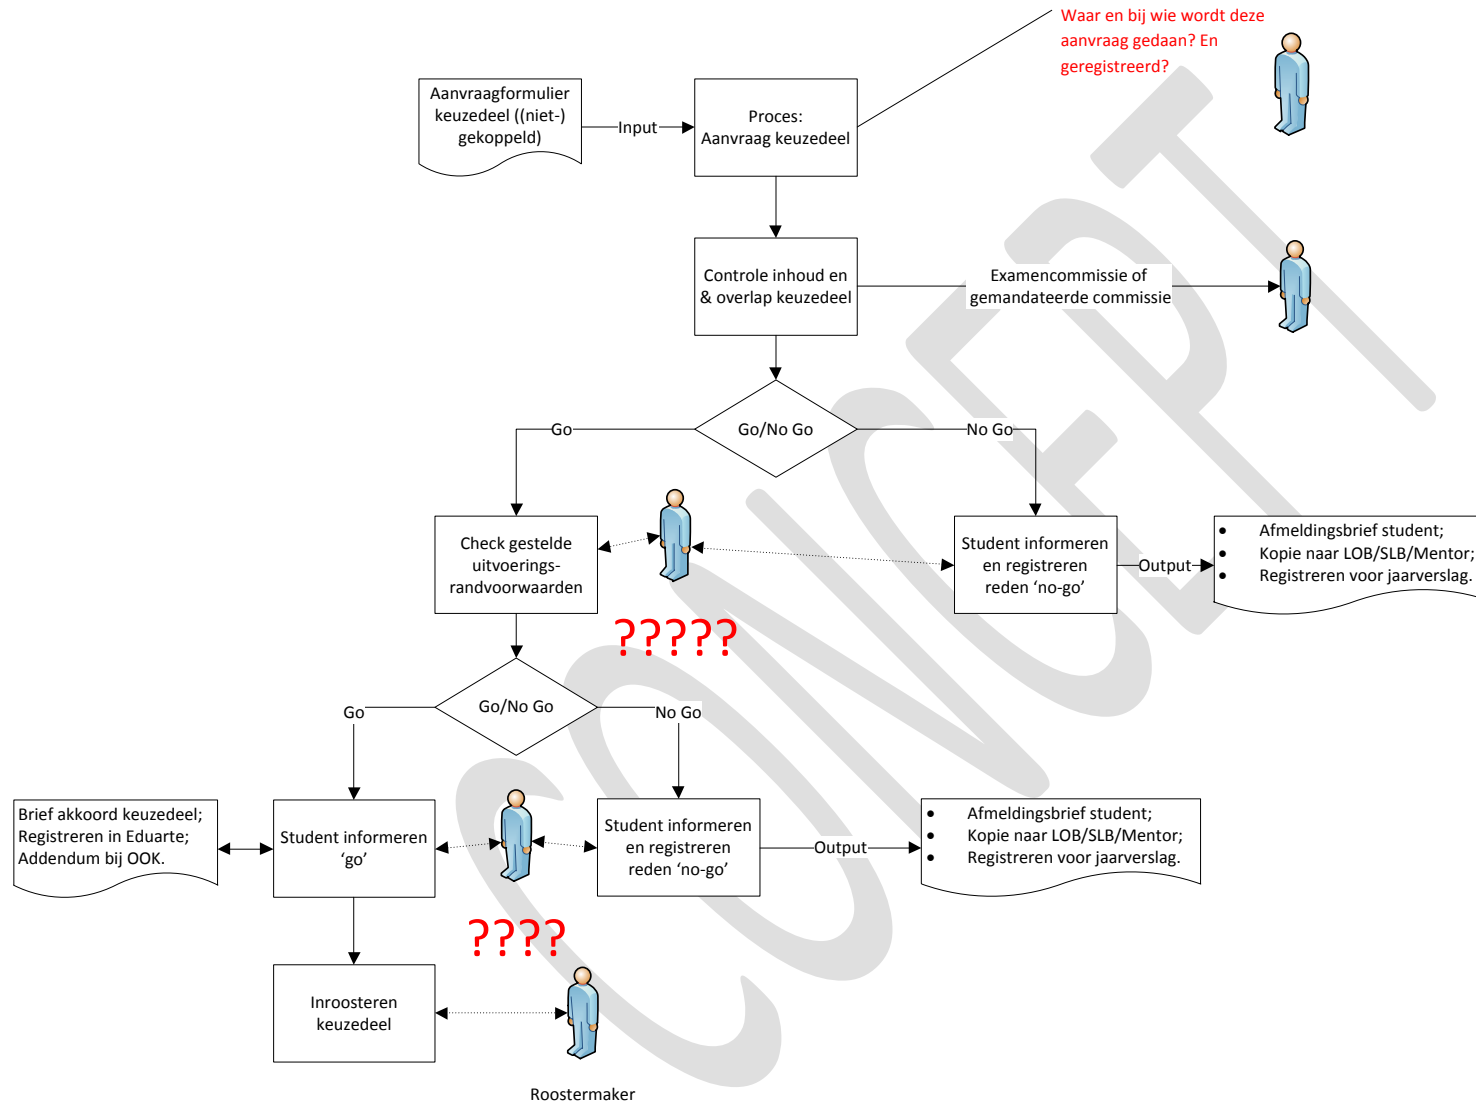 Waar en bij wie wordt deze
aanvraag gedaan? En
geregistreerd?
Aanvraagformulier
keuzedeel ((niet-)
gekoppeld)
Input
Proces:
Aanvraag keuzedeel
Controle inhoud en
& overlap keuzedeel
Examencommissie of
gemandateerde commissie
Go/No Go
Go
No Go
Check gestelde
uitvoerings-
randvoorwaarden
Student informeren
en registreren
reden ‘no-go’
Output
• Afmeldingsbrief student;
• Kopie naar LOB/SLB/Mentor;
• Registreren voor jaarverslag.
?????
Go/No Go
Go
No Go
Brief akkoord keuzedeel;
Registreren in Eduarte;
Addendum bij OOK.
Student informeren
‘go’
Student informeren
en registreren
reden ‘no-go’
Output
• Afmeldingsbrief student;
• Kopie naar LOB/SLB/Mentor;
• Registreren voor jaarverslag.
????
Inroosteren
keuzedeel
Roostermaker
CONCEPT